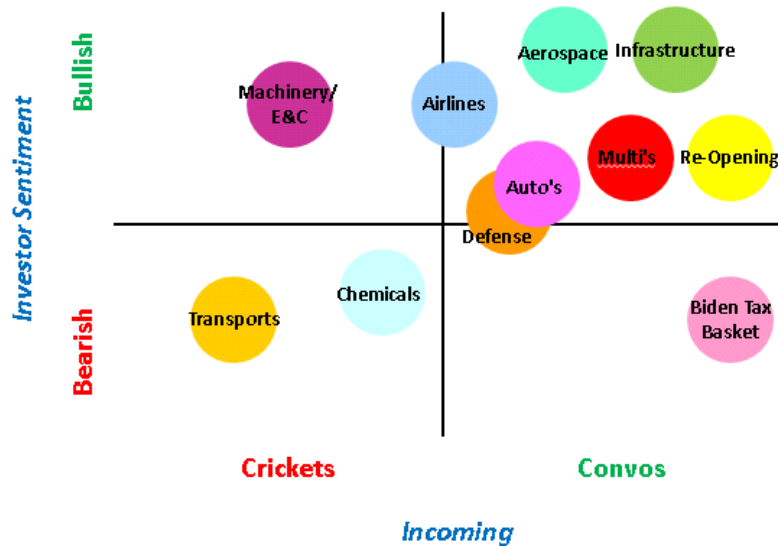 Investor Sentiment
Bullish
Bearish
Aerospace
Infrastructure
Machinery/
E&C
Airlines
Multi's
Re-Opening
Auto's
Defense
Chemicals
Transports
Biden Tax
Basket
Crickets
Convos
Incoming